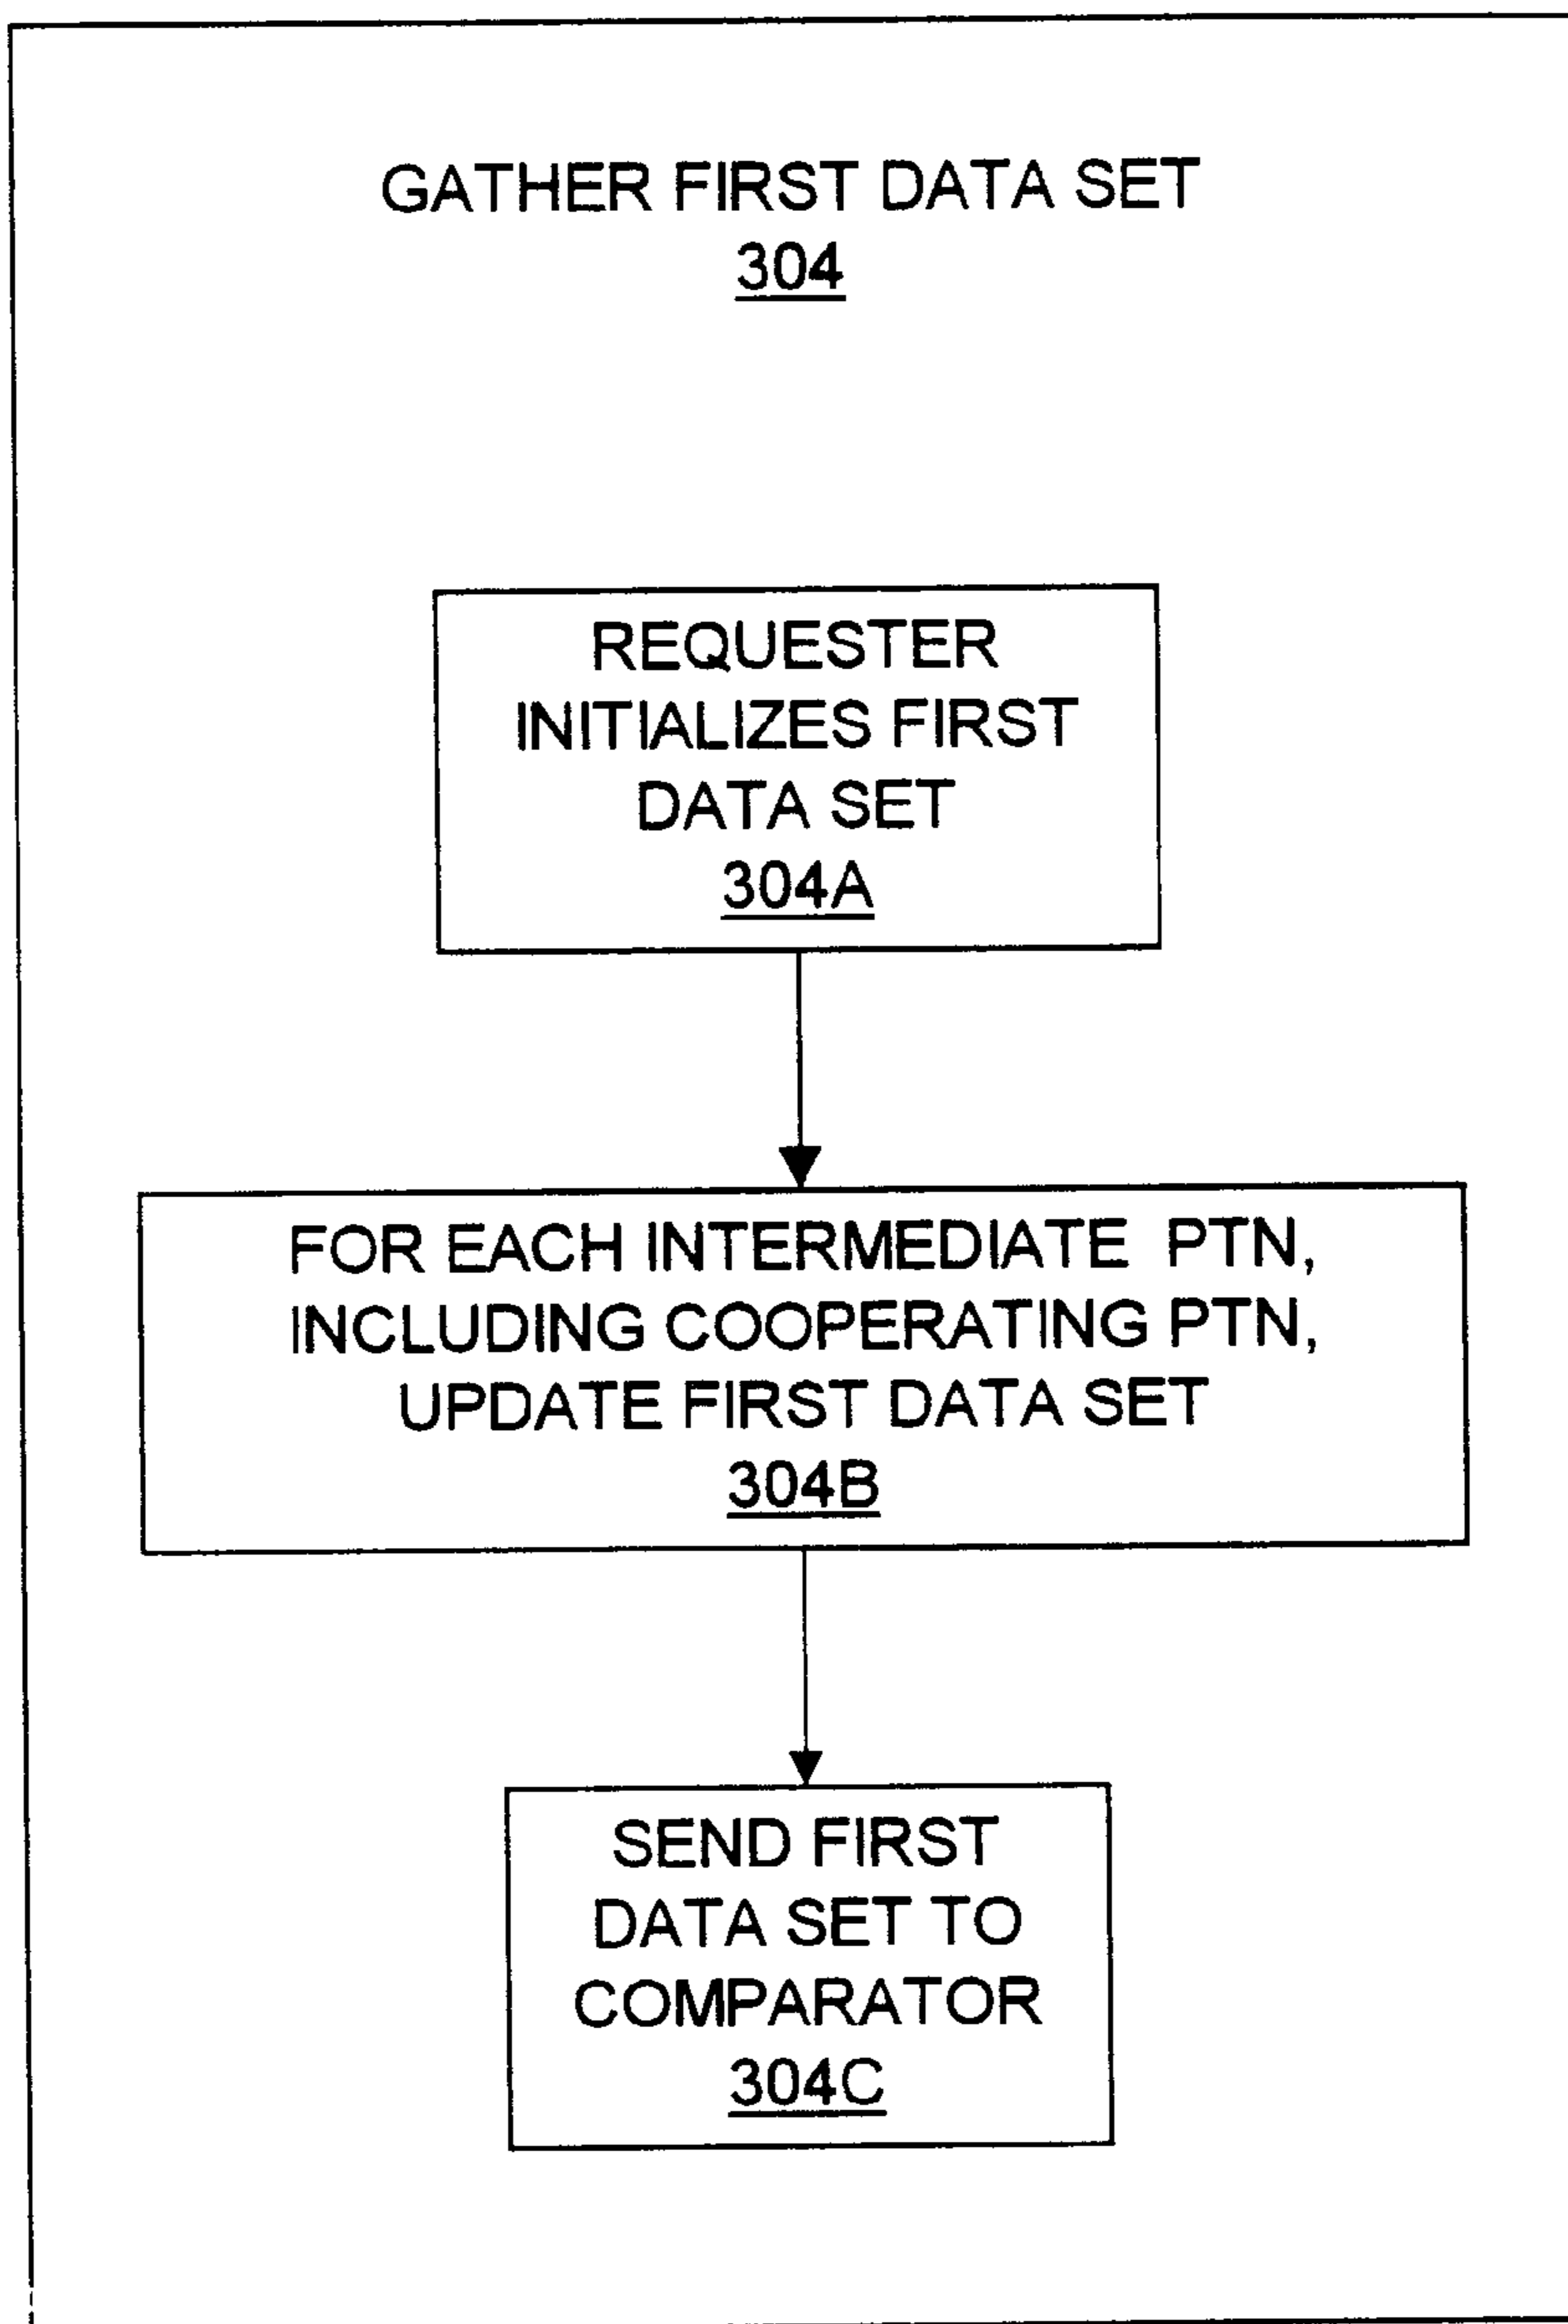 GATHER FIRST DATA SET
304
REQUESTER
INITIALIZES FIRST
DATA SET
304A
FOR EACH INTERMEDIATE PTN,
INCLUDING COOPERATING PTN,
UPDATE FIRST DATA SET
304B
SEND FIRST
DATA SET TO
COMPARATOR
304C